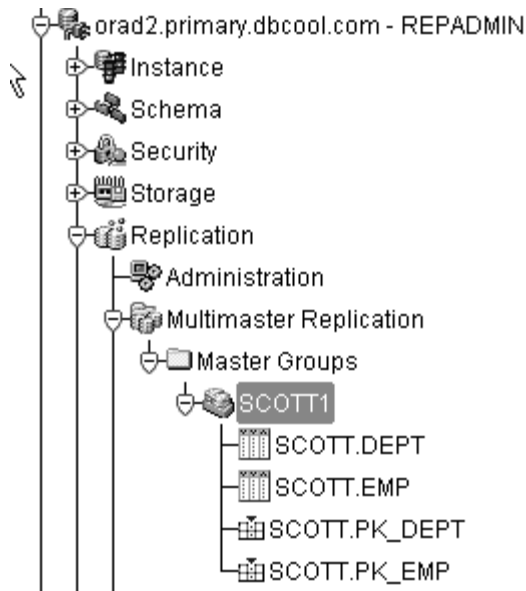 orad2.primary.dbcool.com - REPADMIN
Instance
Schema
Security
Storage
Replication
Administration
Multimaster Replication
Master Groups
SCOTT1
SCOTT.DEPT
SCOTT.EMP
SCOTT.PK_DEPT
SCOTT.PK_EMP